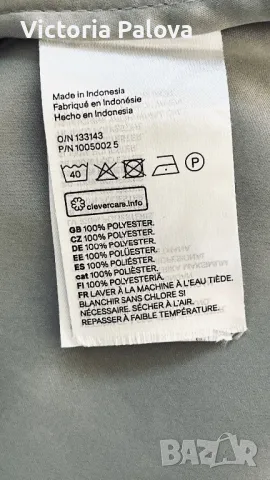 Victoria Palova
Made in Indonesia
Fabriqué en Indonésie
Hecho en Indonesia
O/N 133143
P/N 1005002 5
40
P
clevercare.info
GB 100% POLYESTER.
CZ 100% POLYESTER.
DE 100% POLYESTER.
EE 100% POLÜESTER.
ES 100% POLIÉSTER.
cat 100% POLIÈSTER.
FI 100% POLYESTERIÄ.
FR LAVER À LA MACHINE À L'EAU TIÈDE.
BLANCHIR SANS CHLORE SI
NÉCESSAIRE. SÉCHER À L'AIR.
REPASSER À FAIBLE TEMPÉRATURE.
BAZAR